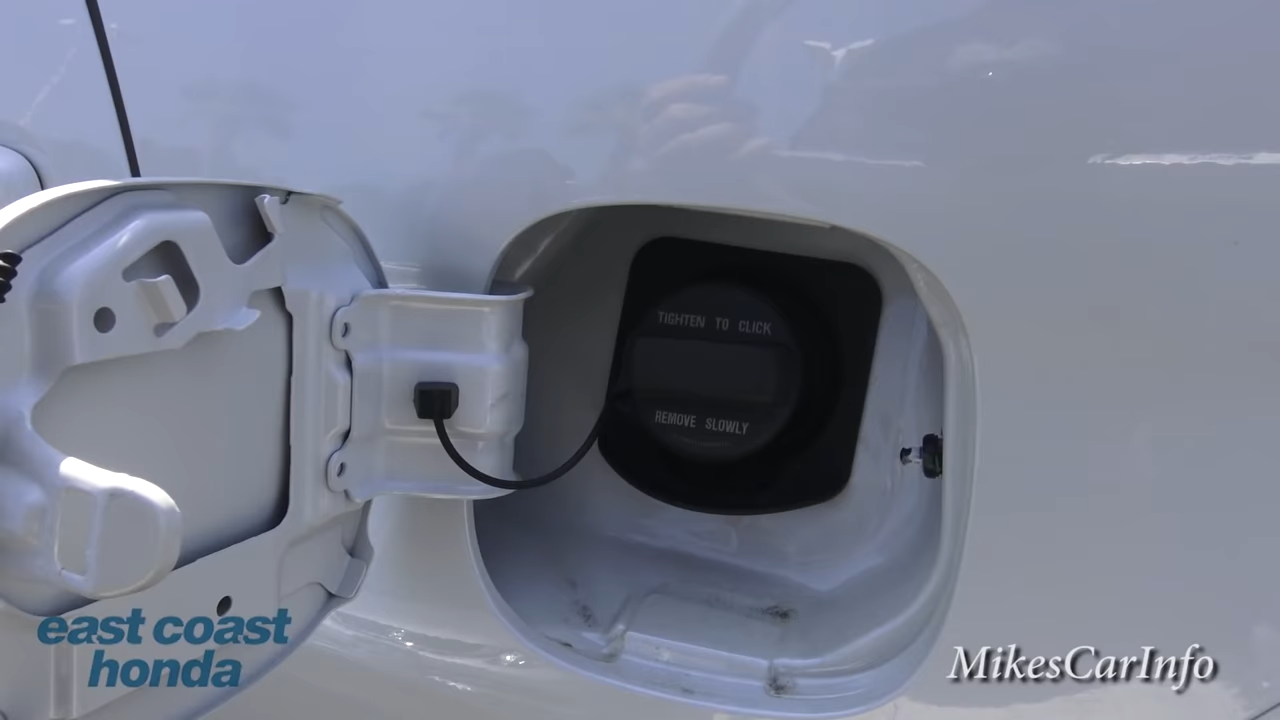 TIGHTEN TO CLICK
REMOVE SLOWLY
east coast
honda
MikesCarInfo